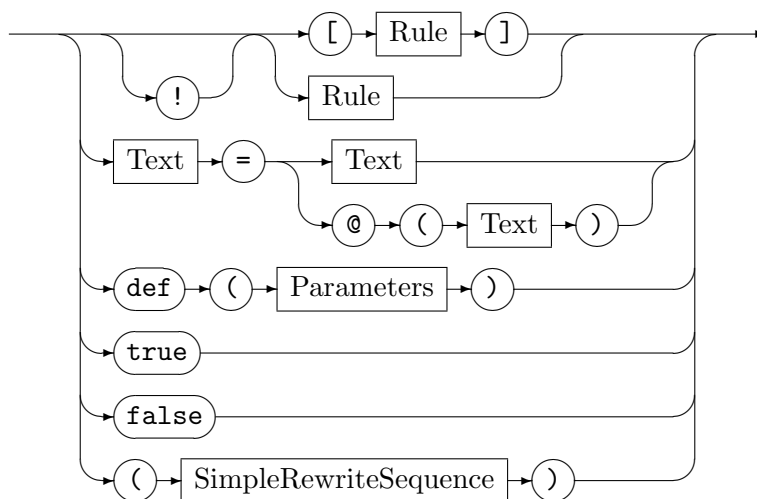 [ Rule ]
! Rule
Text = Text
@ ( Text )
def ( Parameters )
true
false
( SimpleRewriteSequence )